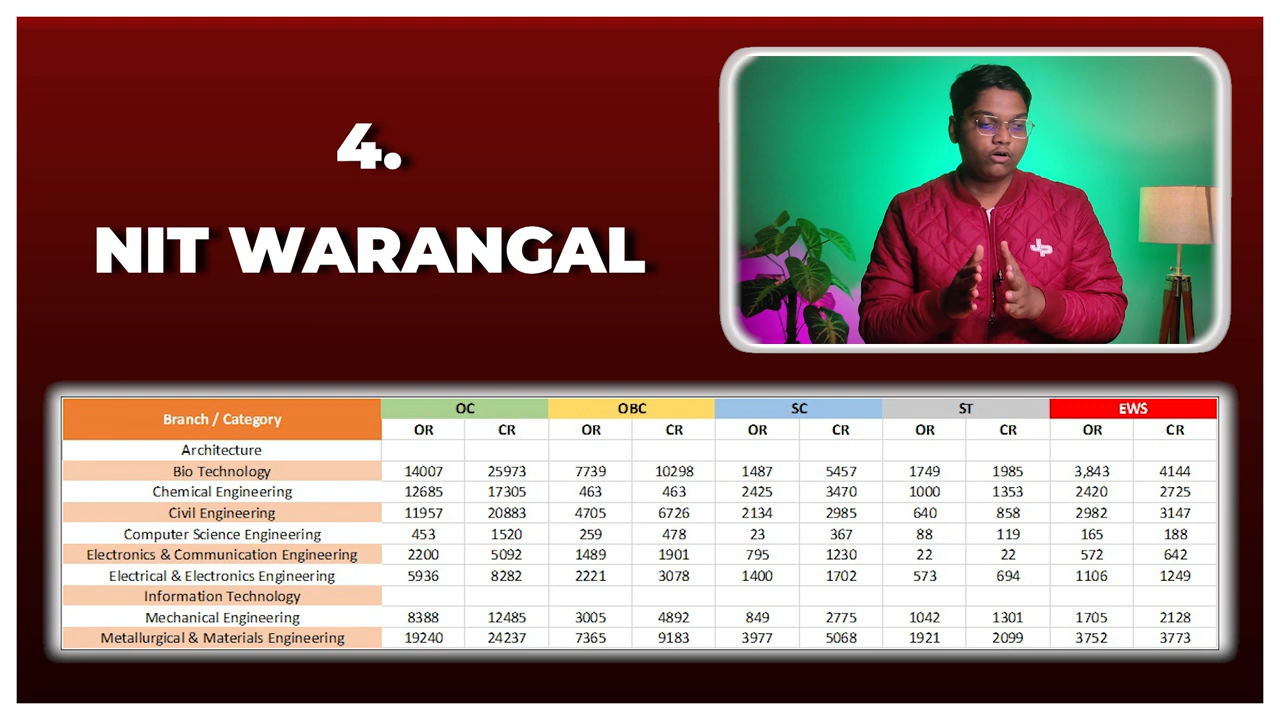 4.
NIT WARANGAL
JP
Branch / Category OC OBC SC ST EWS
OR CR OR CR OR CR OR CR OR CR
Architecture
Bio Technology 14007 25973 7739 10298 1487 5457 1749 1985 3,843 4144
Chemical Engineering 12685 17305 463 463 2425 3470 1000 1353 2420 2725
Civil Engineering 11957 20883 4705 6726 2134 2985 640 858 2982 3147
Computer Science Engineering 453 1520 259 478 23 367 88 119 165 188
Electronics & Communication Engineering 2200 5092 1489 1901 795 1230 22 22 572 642
Electrical & Electronics Engineering 5936 8282 2221 3078 1400 1702 573 694 1106 1249
Information Technology
Mechanical Engineering 8388 12485 3005 4892 849 2775 1042 1301 1705 2128
Metallurgical & Materials Engineering 19240 24237 7365 9183 3977 5068 1921 2099 3752 3773